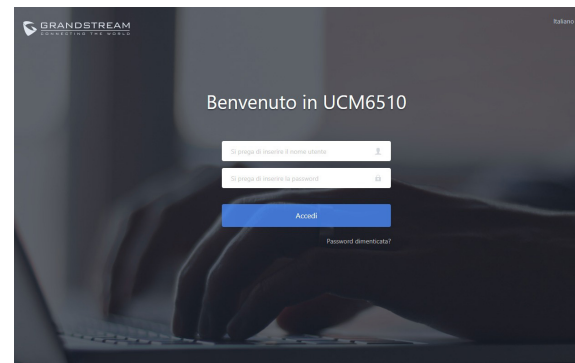 GRANDSTREAM
CONNECTING THE WORLD
Italiano
Benvenuto in UCM6510
Si prega di inserire il nome utente
Si prega di inserire la password
Accedi
Password dimenticata?